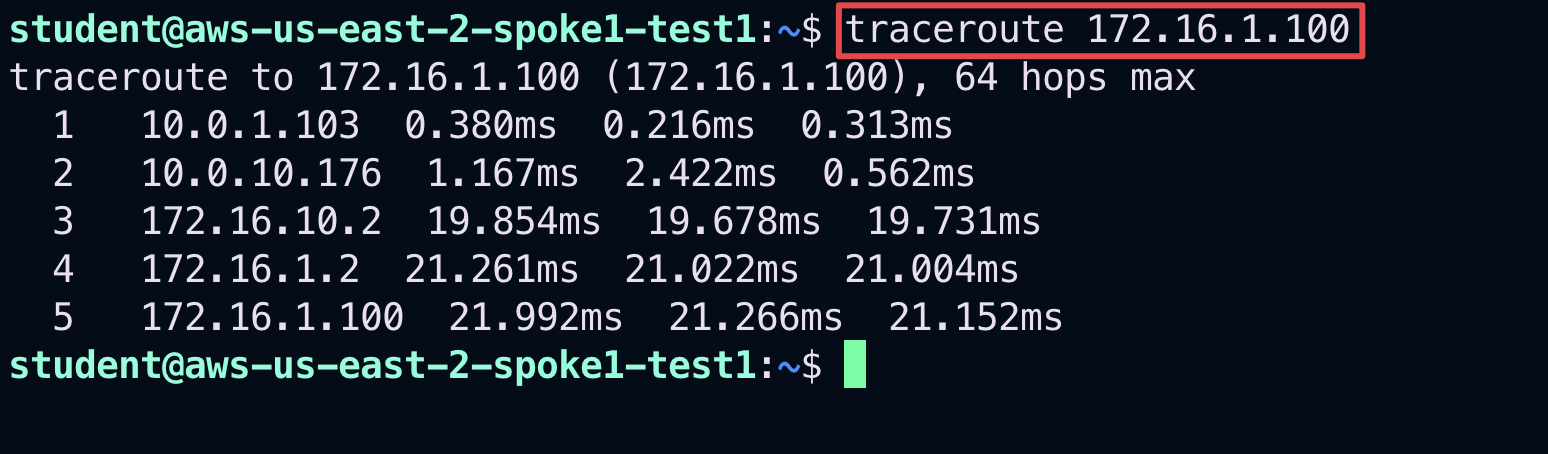 student@aws-us-east-2-spoke1-test1:~$ traceroute 172.16.1.100
traceroute to 172.16.1.100 (172.16.1.100), 64 hops max
  1   10.0.1.103  0.380ms  0.216ms  0.313ms
  2   10.0.10.176  1.167ms  2.422ms  0.562ms
  3   172.16.10.2  19.854ms  19.678ms  19.731ms
  4   172.16.1.2  21.261ms  21.022ms  21.004ms
  5   172.16.1.100  21.992ms  21.266ms  21.152ms
student@aws-us-east-2-spoke1-test1:~$